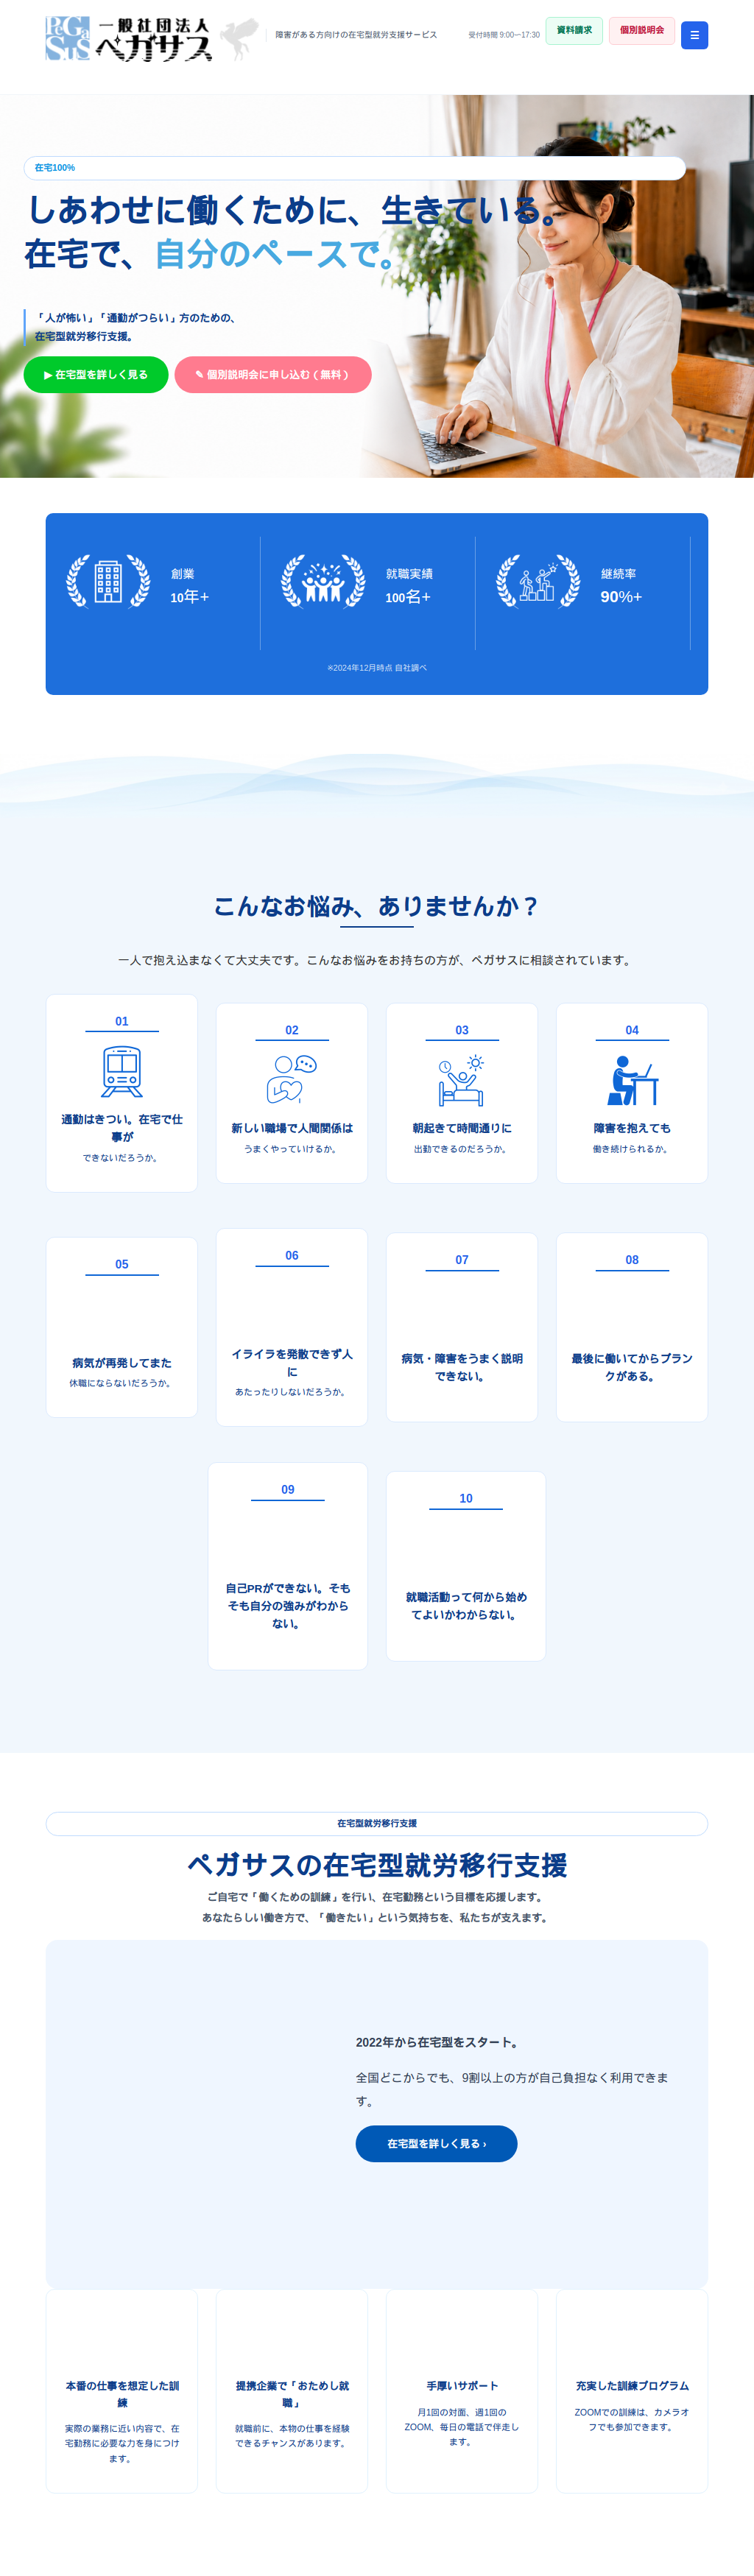 PGaSUS
一般社団法人
ペガサス
障害がある方向けの在宅型就労支援サービス
受付時間 9:00〜17:30
資料請求
個別説明会
在宅100%
しあわせに働くために、生きている。
在宅で、自分のペースで。
「人が怖い」「通勤がつらい」方のための、
在宅型就労移行支援。
▶ 在宅型を詳しく見る
✎ 個別説明会に申し込む（無料）
創業
10年+
就職実績
100名+
継続率
90%+
※2024年12月時点 自社調べ
こんなお悩み、ありませんか？
一人で抱え込まなくて大丈夫です。こんなお悩みをお持ちの方が、ペガサスに相談されています。
01
通勤はきつい。在宅で仕
事が
できないだろうか。
02
新しい職場で人間関係は
うまくやっていけるか。
03
朝起きて時間通りに
出勤できるのだろうか。
04
障害を抱えても
働き続けられるか。
05
病気が再発してまた
休職にならないだろうか。
06
イライラを発散できず人
に
あたったりしないだろうか。
07
病気・障害をうまく説明
できない。
08
最後に働いてからブラン
クがある。
09
自己PRができない。そも
そも自分の強みがわから
ない。
10
就職活動って何から始め
てよいかわからない。
在宅型就労移行支援
ペガサスの在宅型就労移行支援
ご自宅で「働くための訓練」を行い、在宅勤務という目標を応援します。
あなたらしい働き方で、「働きたい」という気持ちを、私たちが支えます。
2022年から在宅型をスタート。
全国どこからでも、9割以上の方が自己負担なく利用できま
す。
在宅型を詳しく見る ›
本番の仕事を想定した訓
練
実際の業務に近い内容で、在
宅勤務に必要な力を身につけ
ます。
提携企業で「おためし就
職」
就職前に、本物の仕事を経験
できるチャンスがあります。
手厚いサポート
月1回の対面、週1回の
ZOOM、毎日の電話で伴走し
ます。
充実した訓練プログラム
ZOOMでの訓練は、カメラオ
フでも参加できます。